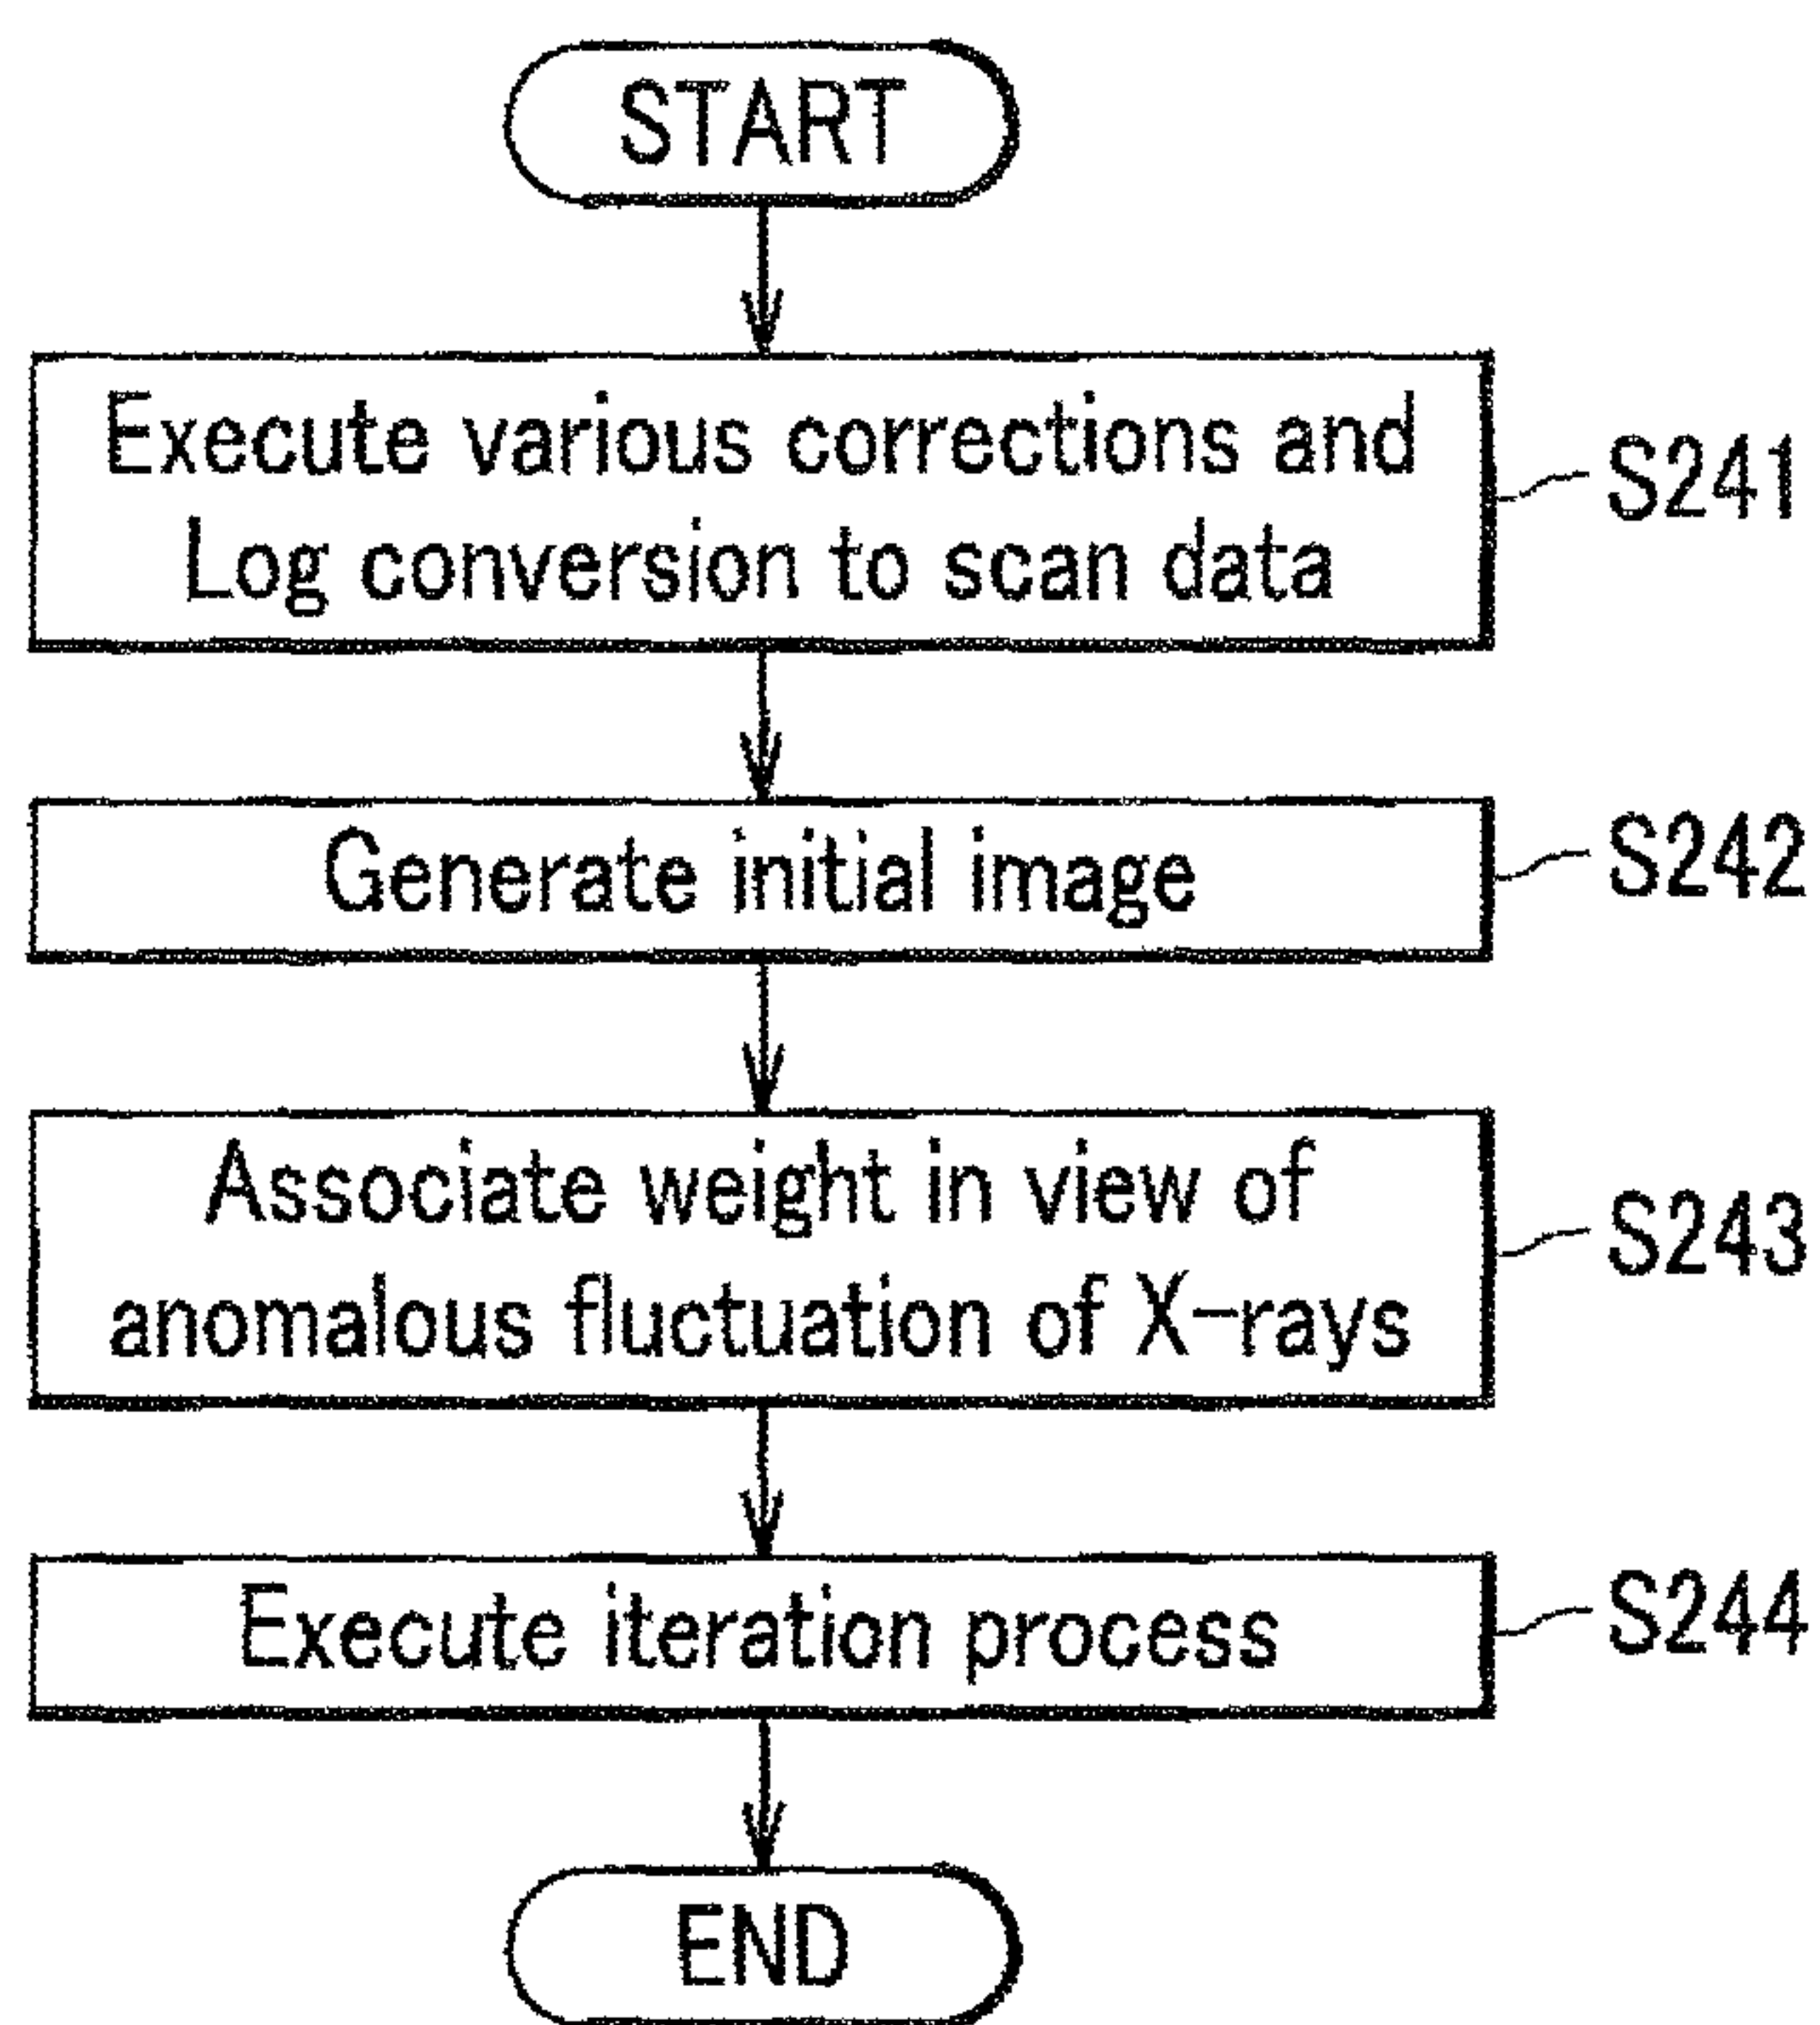 START
Execute various corrections and
Log conversion to scan data
S241
Generate initial image
S242
Associate weight in view of
anomalous fluctuation of X-rays
S243
Execute iteration process
S244
END